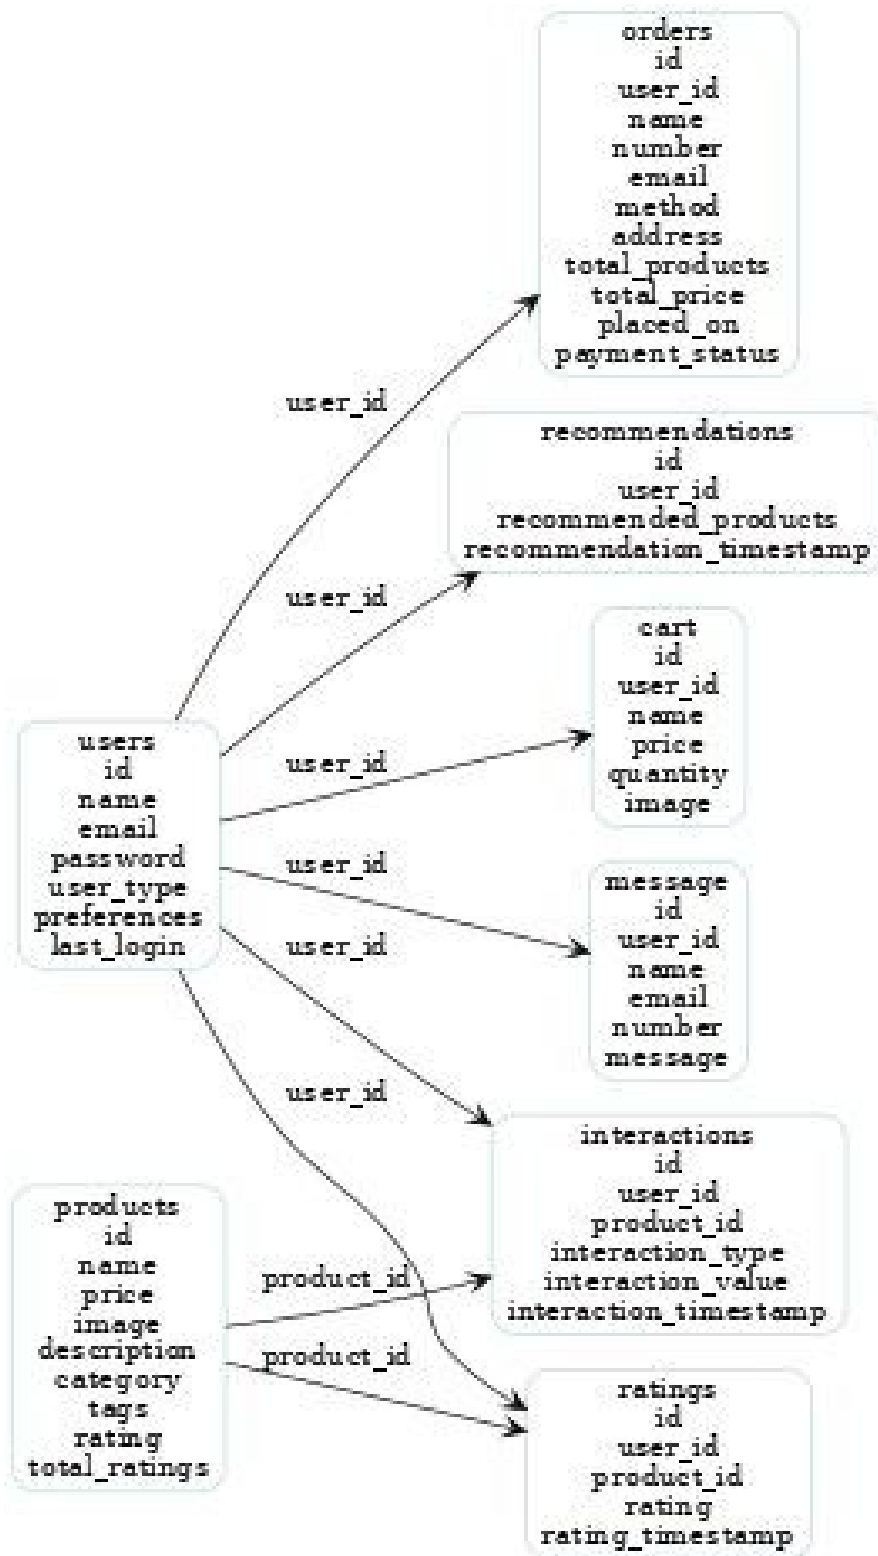 orders
id
user_id
name
number
email
method
address
total_products
total_price
placed_on
payment_status
user_id
recommendations
id
user_id
recommended_products
recommendation_timestamp
user_id
cart
id
user_id
name
price
quantity
image
user_id
users
id
name
email
password
user_type
preferences
last_login
user_id
message
id
user_id
name
email
number
message
user_id
user_id
interactions
id
user_id
product_id
interaction_type
interaction_value
interaction_timestamp
products
id
name
price
image
description
category
tags
rating
total_ratings
product_id
product_id
ratings
id
user_id
product_id
rating
rating_timestamp